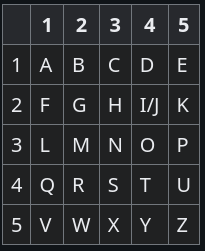 1 2 3 4 5
1 A B C D E
2 F G H I/J K
3 L M N O P
4 Q R S T U
5 V W X Y Z